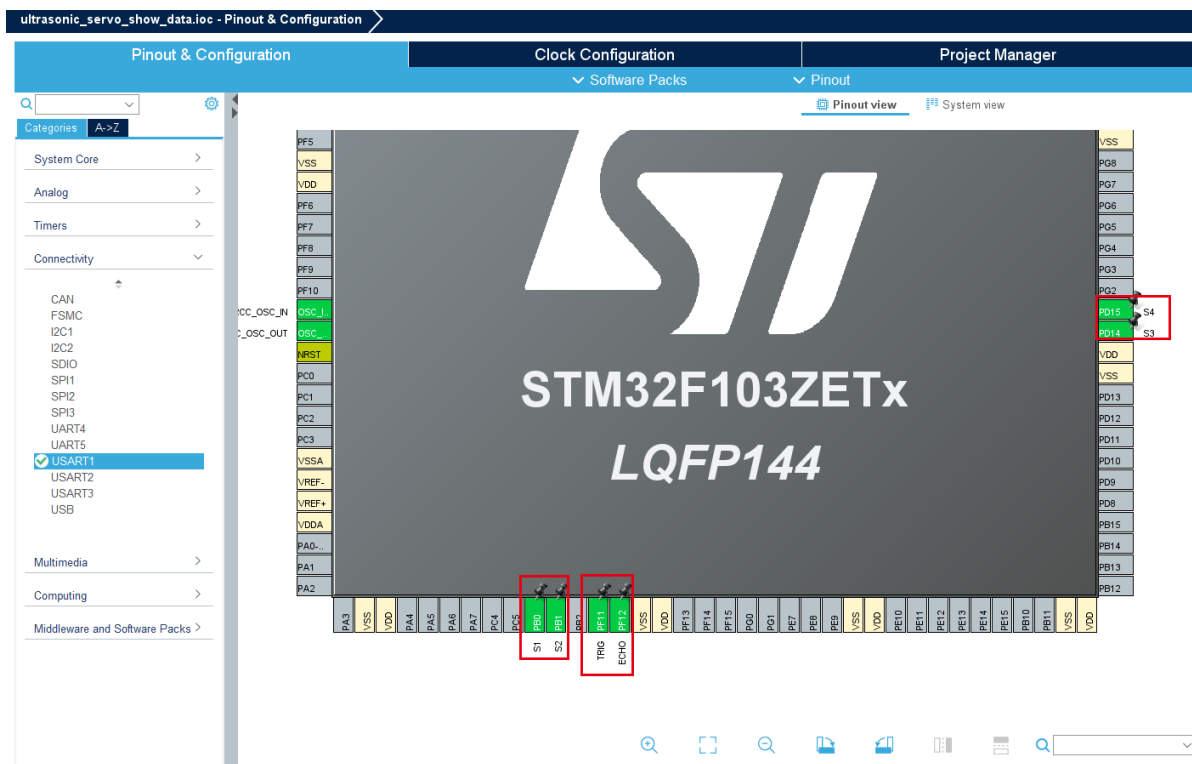 ultrasonic_servo_show_data.ioc - Pinout & Configuration
Pinout & Configuration
Clock Configuration
Project Manager
Software Packs
Pinout
Pinout view
System view
Categories
A->Z
System Core
Analog
Timers
Connectivity
CAN
FSMC
I2C1
I2C2
SDIO
SPI1
SPI2
SPI3
UART4
UART5
USART1
USART2
USART3
USB
Multimedia
Computing
Middleware and Software Packs
PF5
VSS
VDD
PF6
PF7
PF8
PF9
PF10
RCC_OSC_IN
OSC_I..
C_OSC_OUT
OSC_...
NRST
PC0
PC1
PC2
PC3
VSSA
VREF-
VREF+
VDDA
PA0-..
PA1
PA2
STM32F103ZETx
LQFP144
VSS
PG8
PG7
PG6
PG5
PG4
PG3
PG2
PD15
S4
PD14
S3
VDD
VSS
PD13
PD12
PD11
PD10
PD9
PD8
PB15
PB14
PB13
PB12
PA3
VSS
VDD
PA4
PA5
PA6
PA7
PC4
PC5
PB0
PB1
PB2
PF11
PF12
VSS
VDD
PF13
PF14
PF15
PG0
PG1
PE7
PE8
PE9
VSS
VDD
PE10
PE11
PE12
PE13
PE14
PE15
PB10
PB11
VSS
VDD
S1
S2
TRIG
ECHO